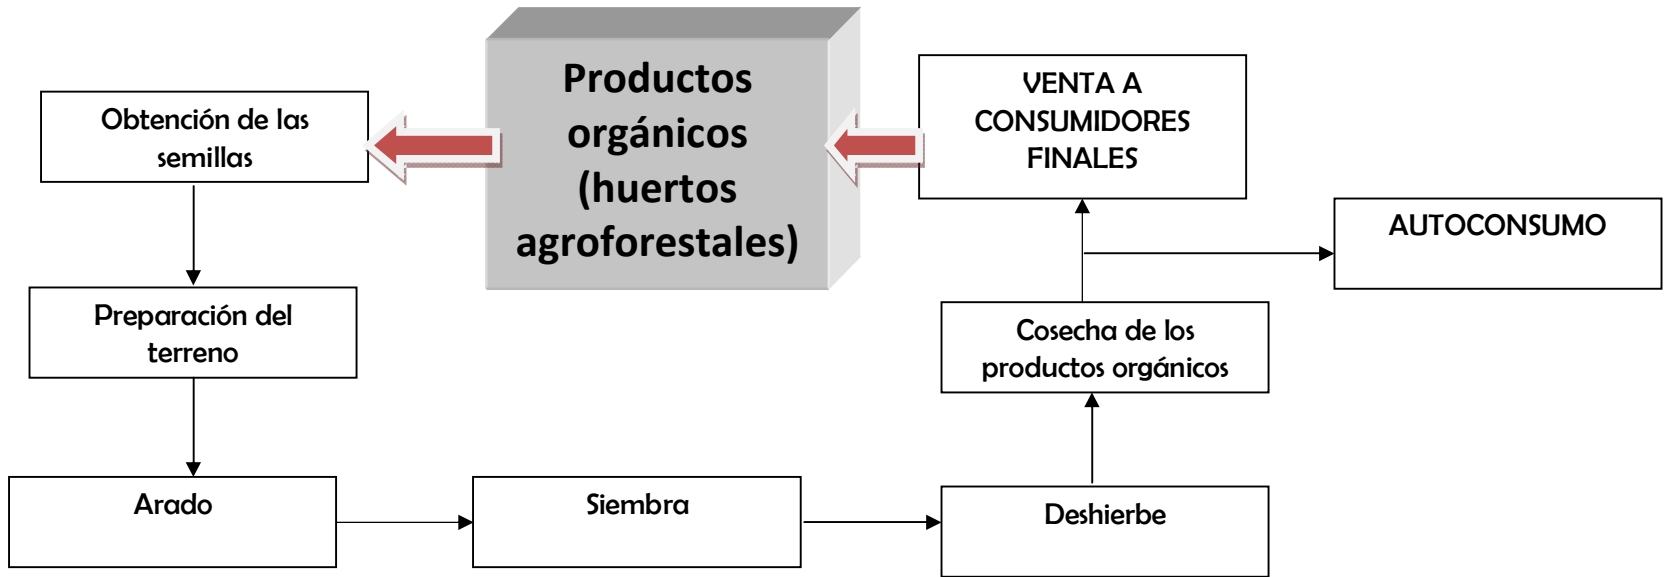 Productos
orgánicos
(huertos
agroforestales)
VENTA A
CONSUMIDORES
FINALES
Obtención de las
semillas
AUTOCONSUMO
Preparación del
terreno
Cosecha de los
productos orgánicos
Arado
Siembra
Deshierbe